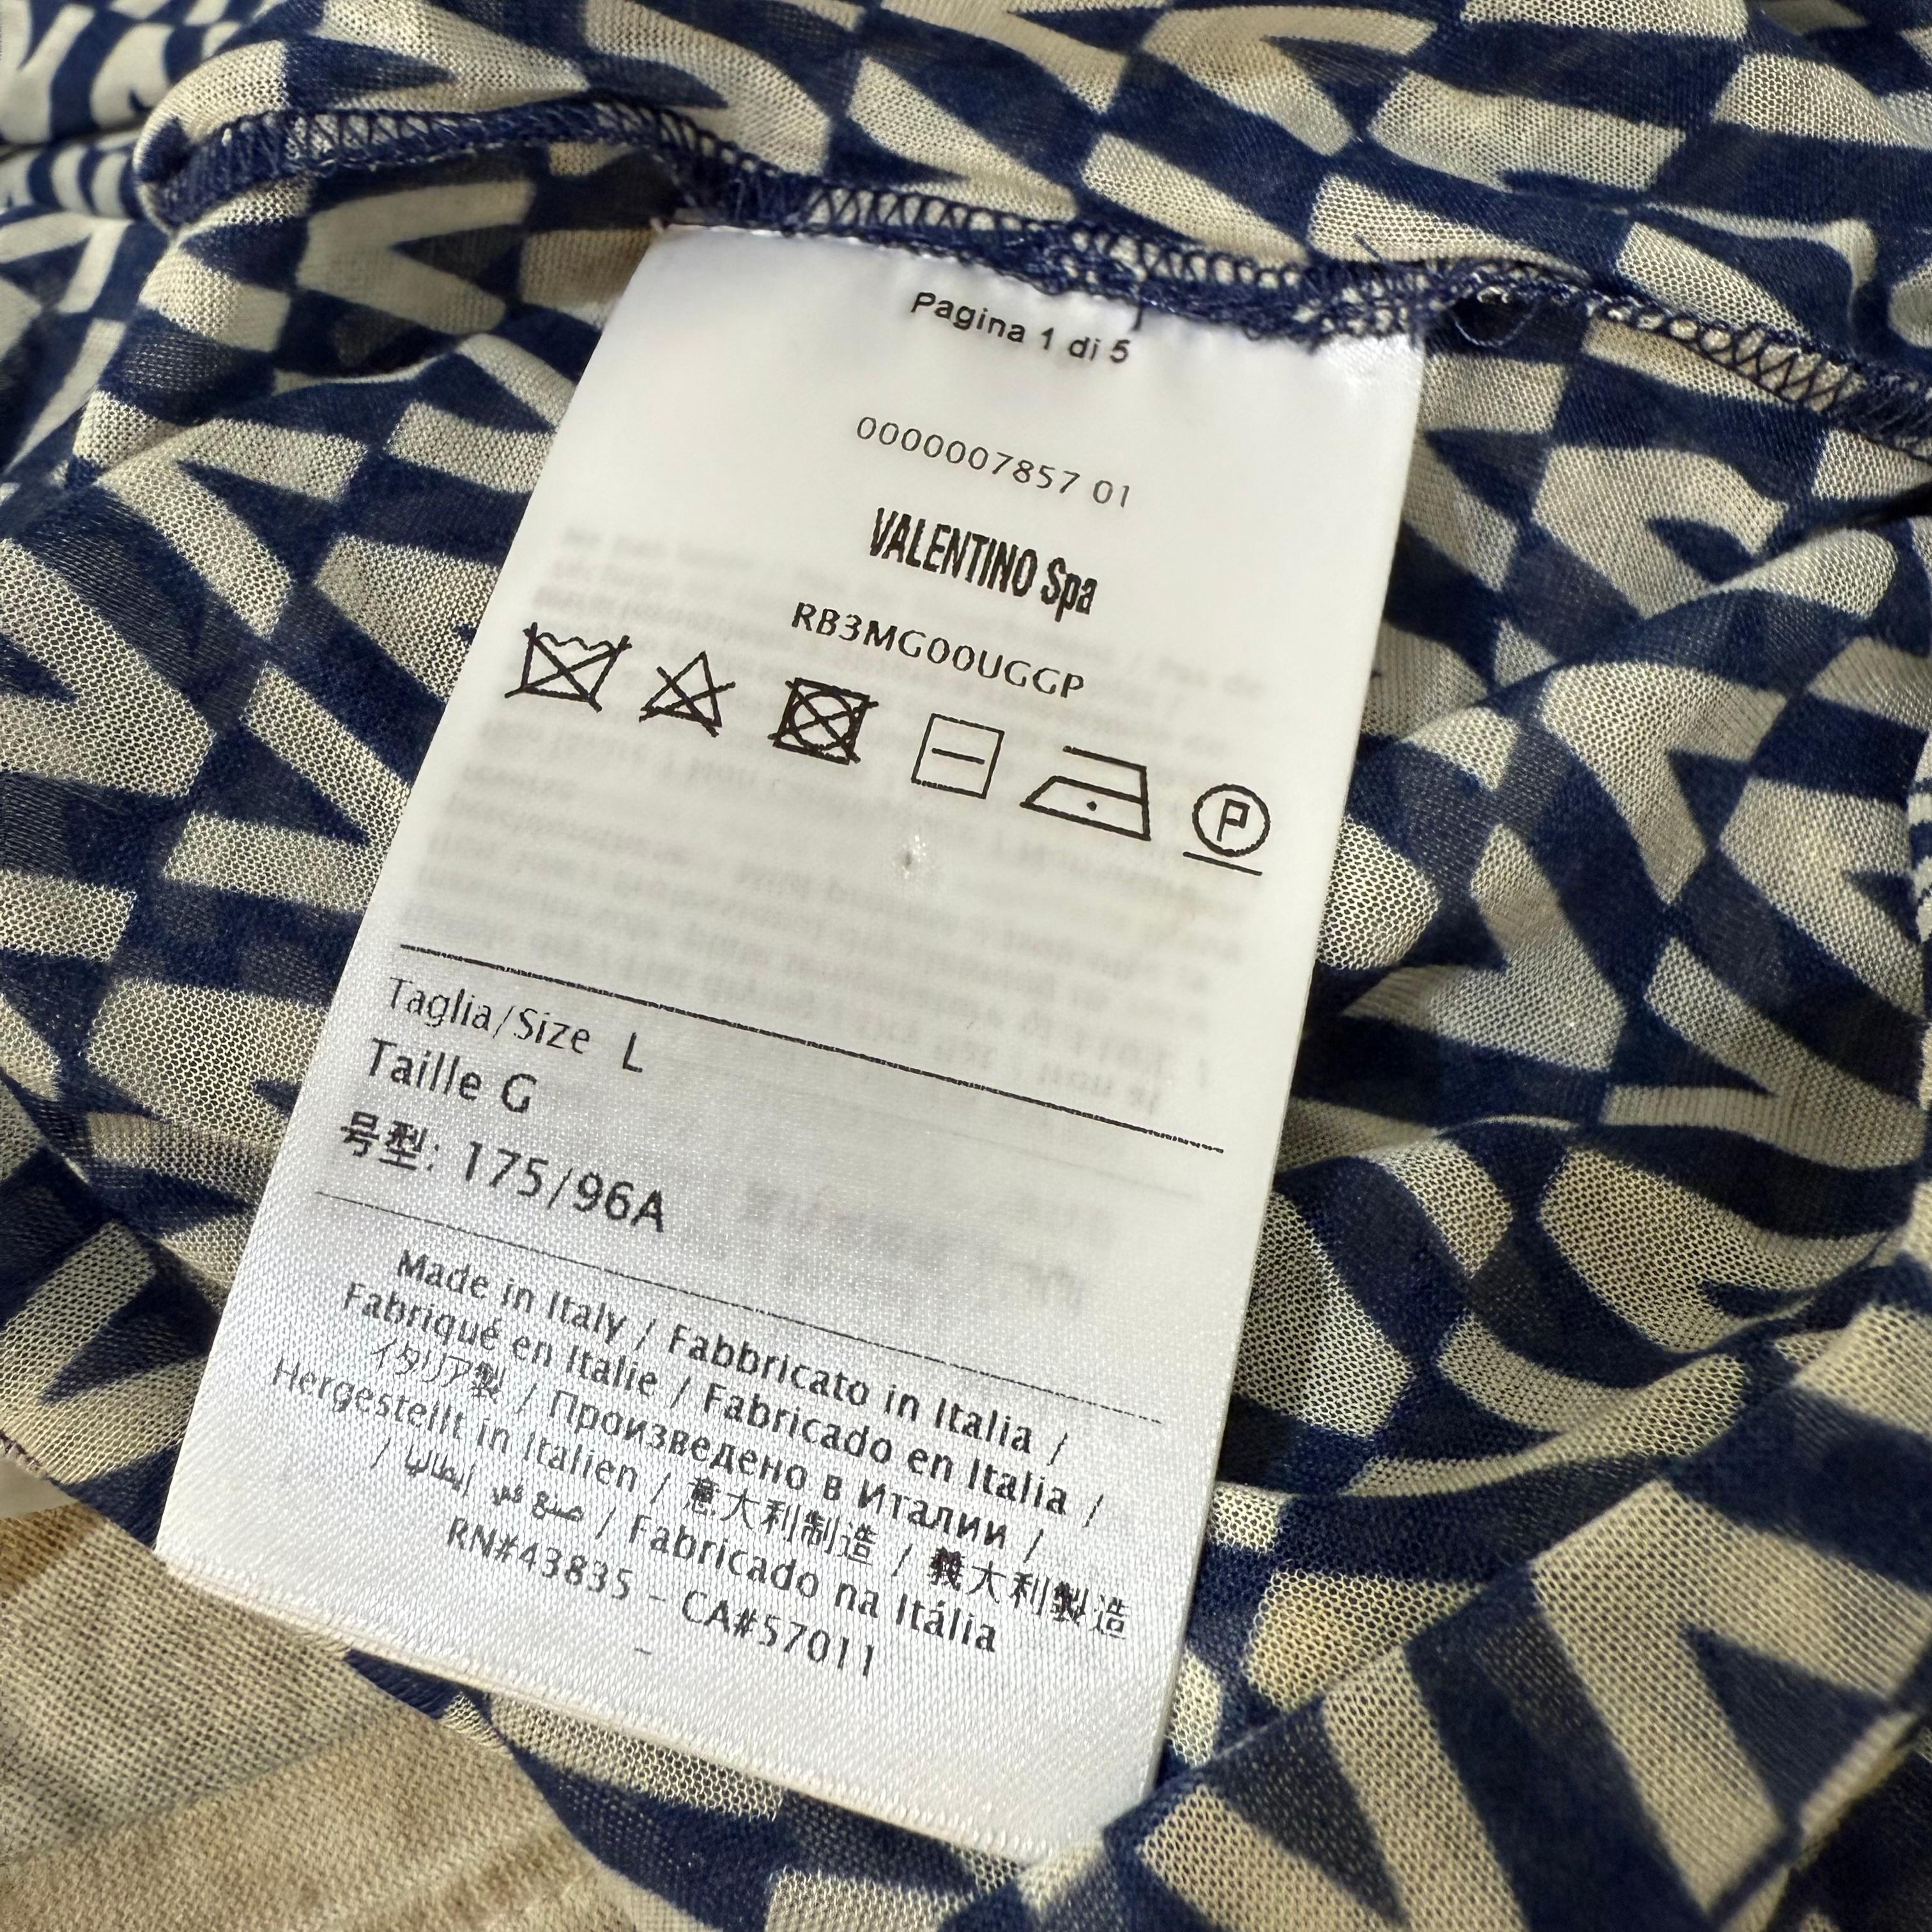 Pagina 1 di 5
0000007857 01
VALENTINO Spa
RB3MG00UGGP
P
Taglia/Size L
Taille G
号型: 175/96A
Made in Italy / Fabbricato in Italia /
Fabriqué en Italie / Fabricado en Italia /
イタリア製 / Произведено в Италии /
Hergestellt in Italien / 意大利制造 / 義大利製造
/ صنع في إيطاليا / Fabricado na Itália
RN#43835 - CA#57011
-